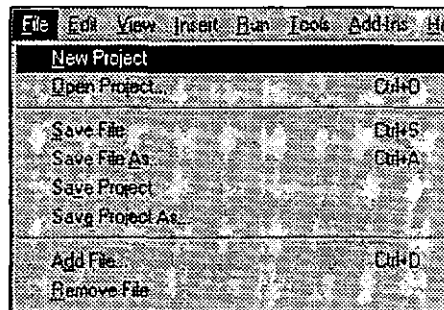 File Edit View Insert Run Tools Add-Ins
New Project
Open Project... Ctrl+O
Save File Ctrl+S
Save File As... Ctrl+A
Save Project
Save Project As...
Add File... Ctrl+D
Remove File